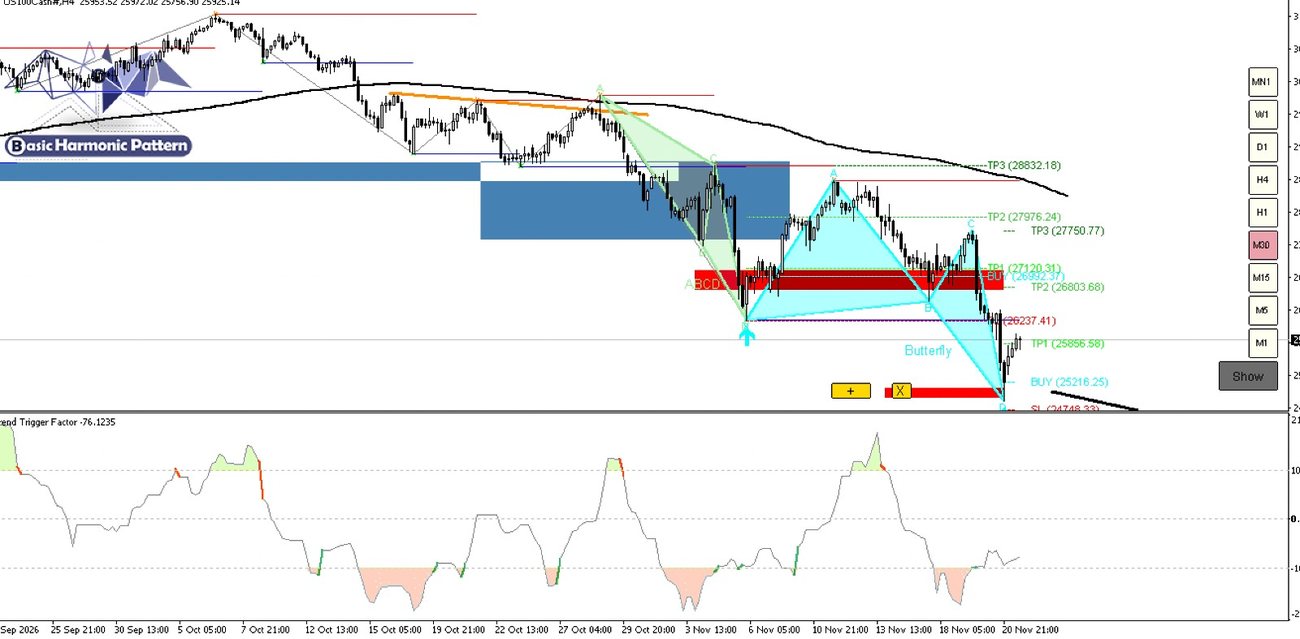 US100Cash#,H4 25953.52 25972.02 25756.90 25925.14
Basic Harmonic Pattern
A
C
ABCD
A
C
B
Butterfly
TP3 (28832.18)
TP2 (27976.24)
TP3 (27750.77)
TP1 (27120.31)
BUY (26992.37)
TP2 (26803.68)
(26237.41)
TP1 (25856.58)
BUY (25216.25)
SL (24748.33)
+
X
MN1
W1
D1
H4
H1
M30
M15
M5
M1
Show
rend Trigger Factor -76.1235
Sep 2026
25 Sep 21:00
30 Sep 13:00
5 Oct 05:00
7 Oct 21:00
12 Oct 13:00
15 Oct 05:00
19 Oct 21:00
22 Oct 13:00
27 Oct 04:00
29 Oct 20:00
3 Nov 13:00
6 Nov 05:00
10 Nov 21:00
13 Nov 13:00
18 Nov 05:00
20 Nov 21:00